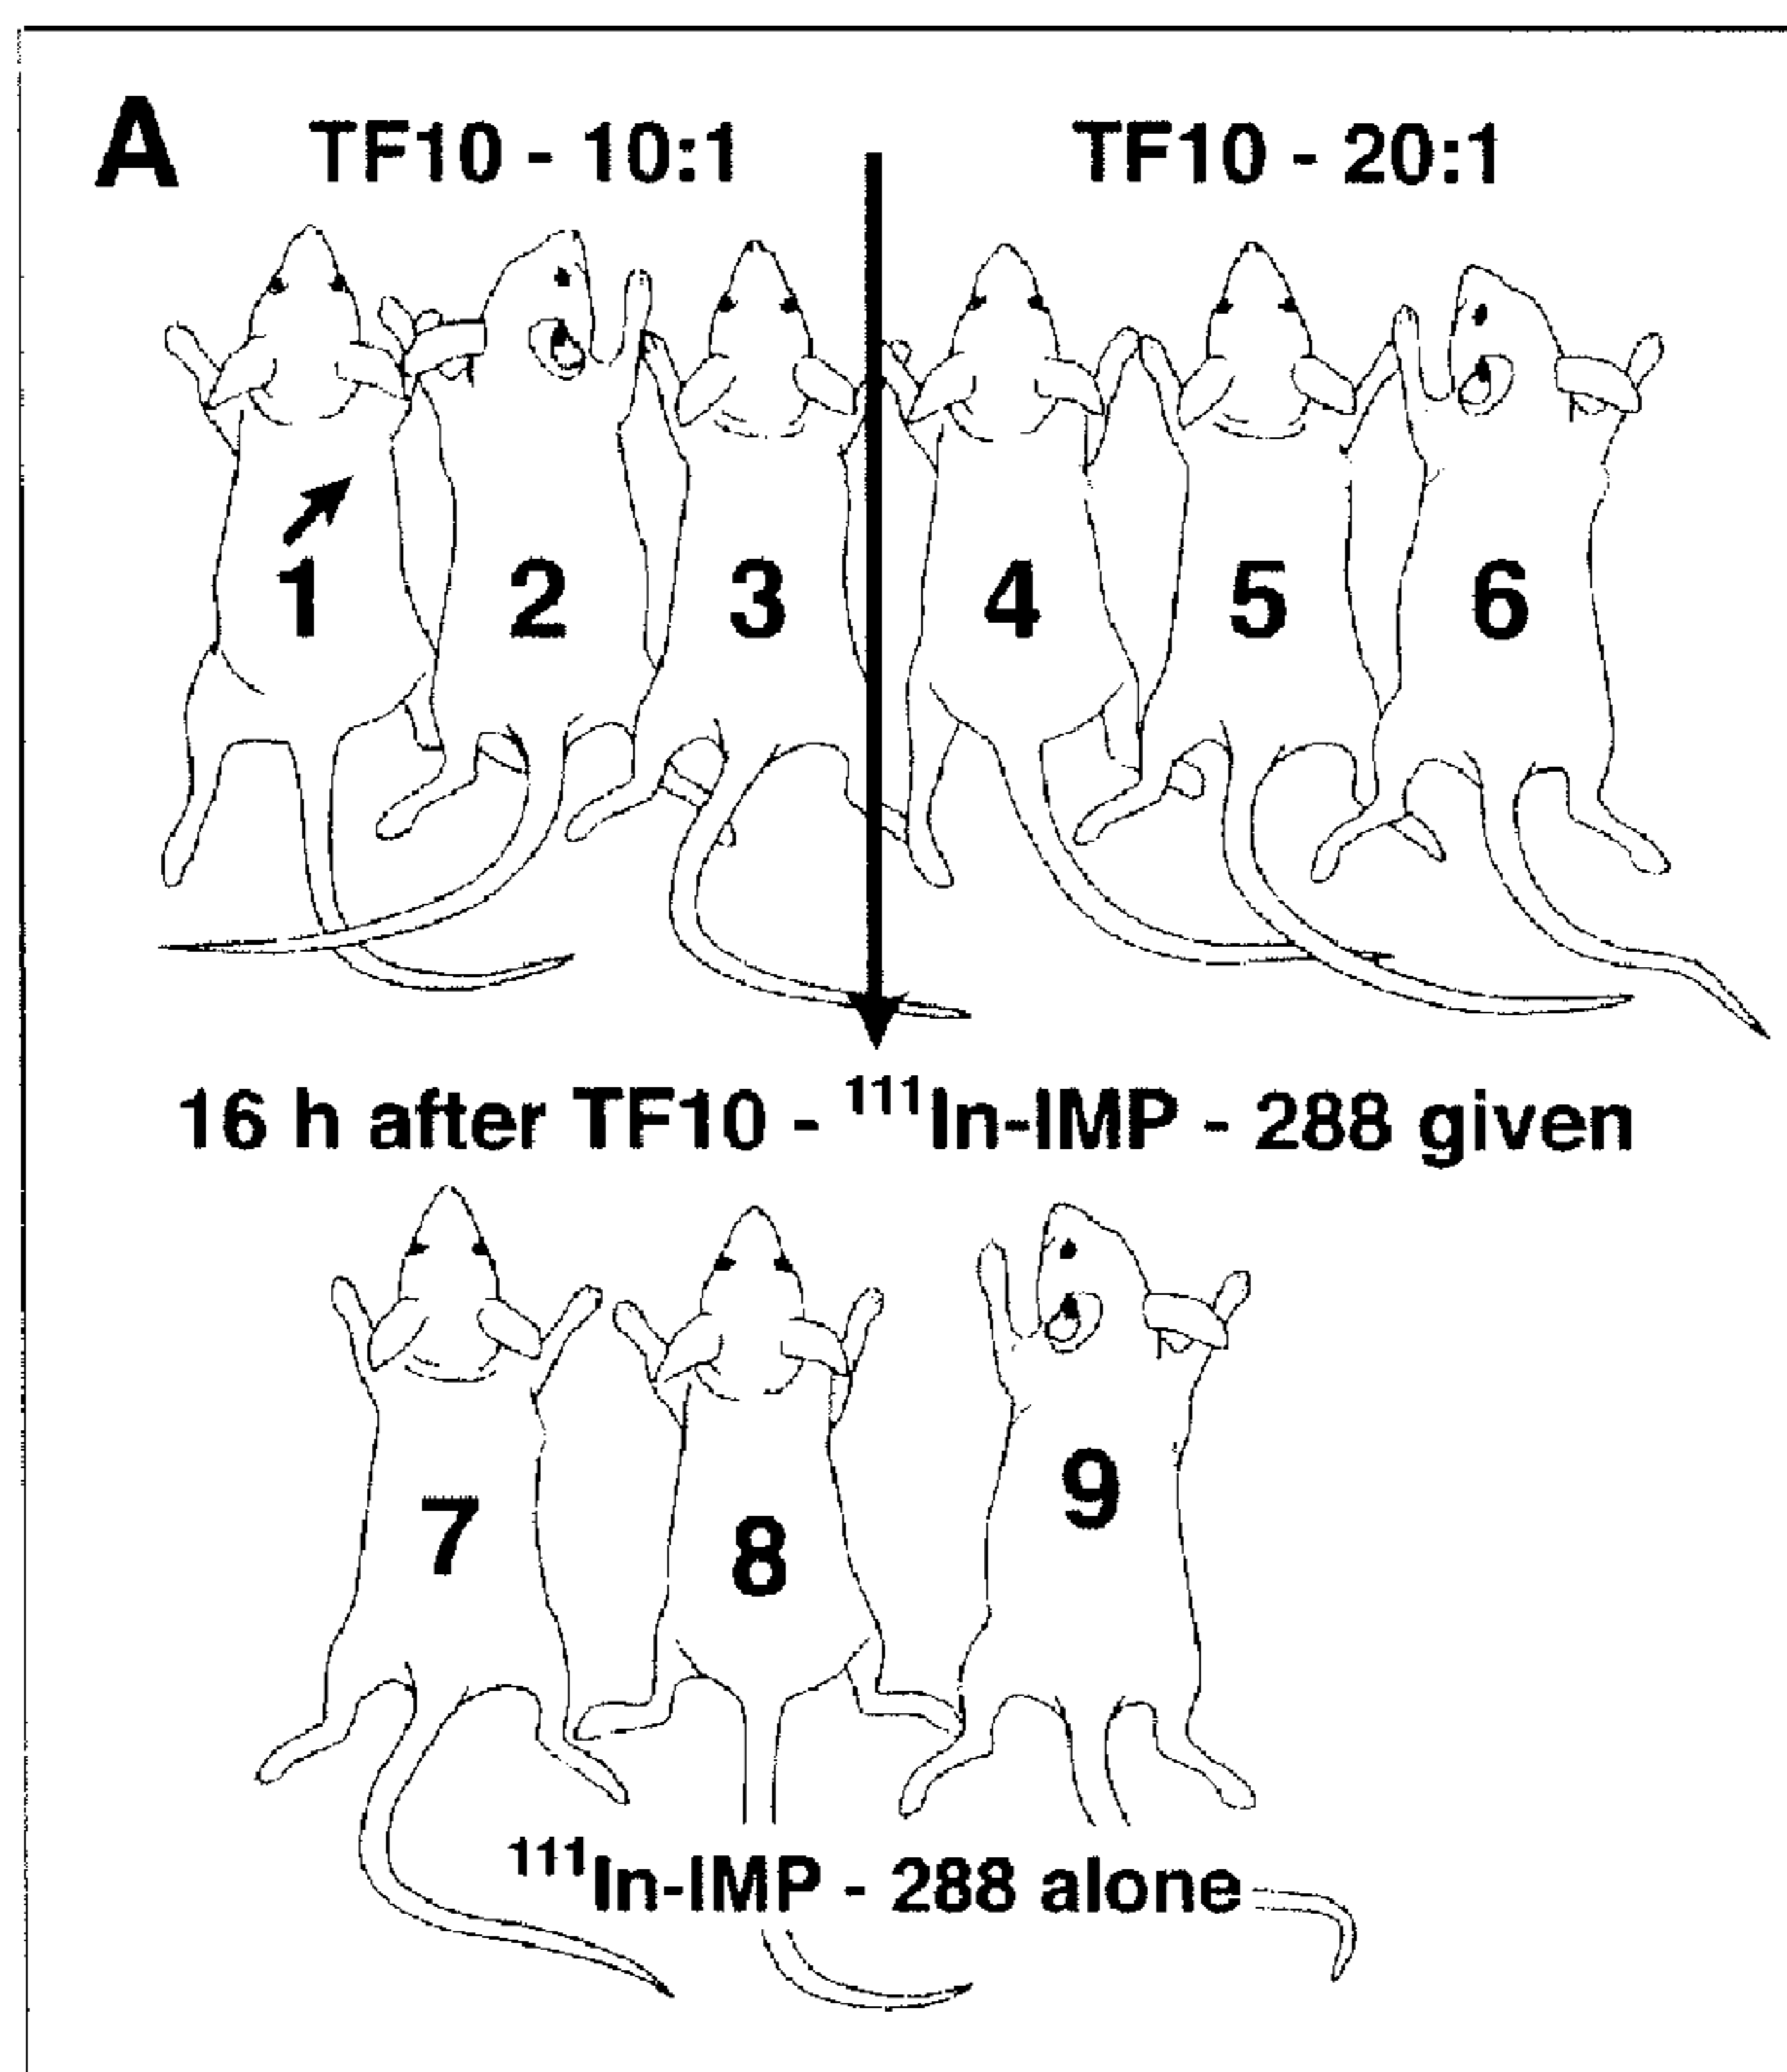 A TF10 - 10:1 TF10 - 20:1
1 2 3 4 5 6
16 h after TF10 - ¹¹¹In-IMP - 288 given
7 8 9
¹¹¹In-IMP - 288 alone